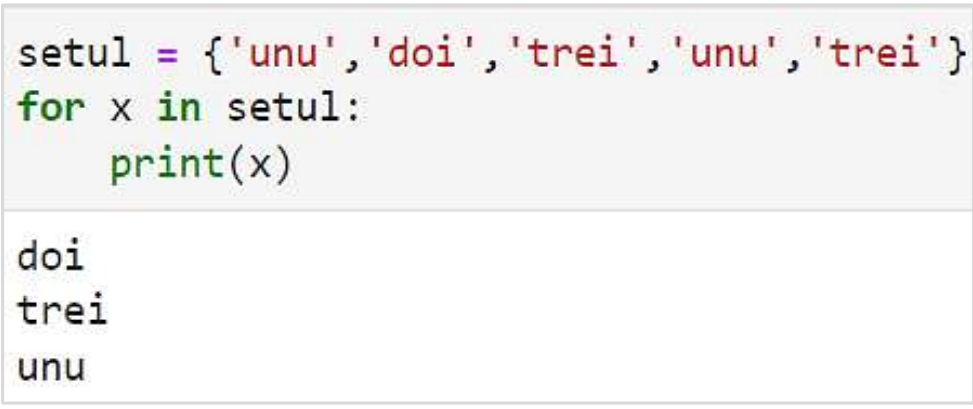 setul = {'unu','doi','trei','unu','trei'}
for x in setul:
    print(x)
doi
trei
unu